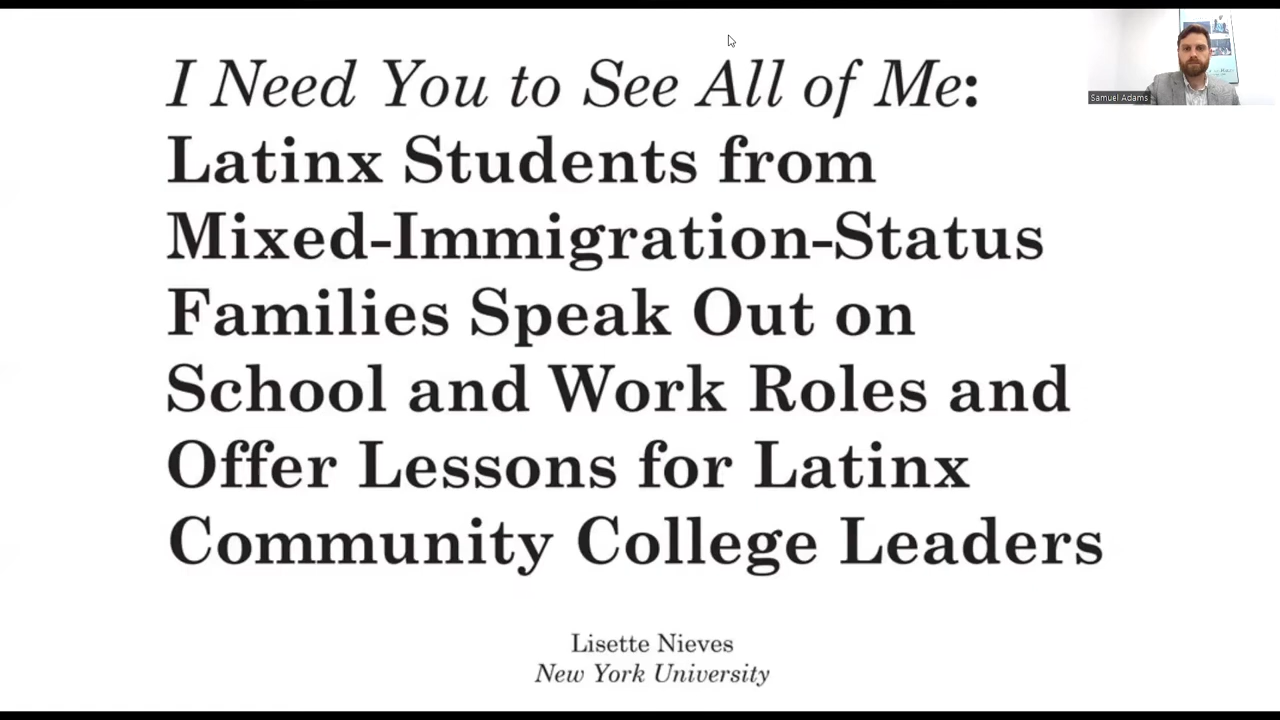 I Need You to See All of Me:
Latinx Students from
Mixed-Immigration-Status
Families Speak Out on
School and Work Roles and
Offer Lessons for Latinx
Community College Leaders
Lisette Nieves
New York University
Samuel Adams